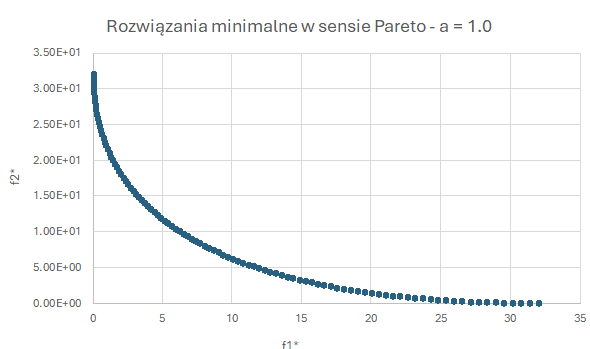 Rozwiązania minimalne w sensie Pareto - a = 1.0
3.50E+01
3.00E+01
2.50E+01
2.00E+01
1.50E+01
1.00E+01
5.00E+00
0.00E+00
f2*
0 5 10 15 20 25 30 35
f1*